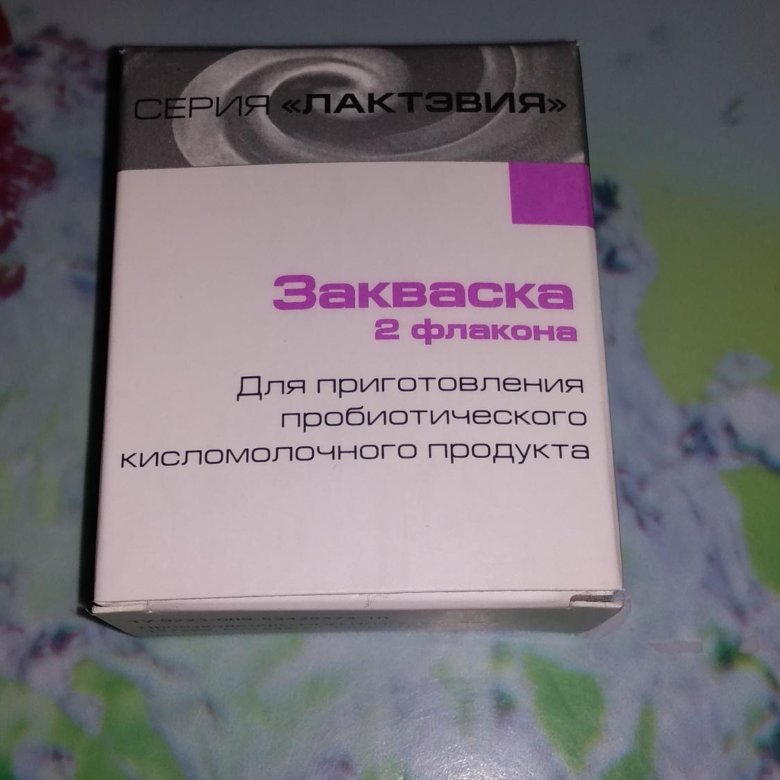 СЕРИЯ «ЛАКТЭВИЯ»
Закваска
2 флакона
Для приготовления
пробиотического
кисломолочного продукта